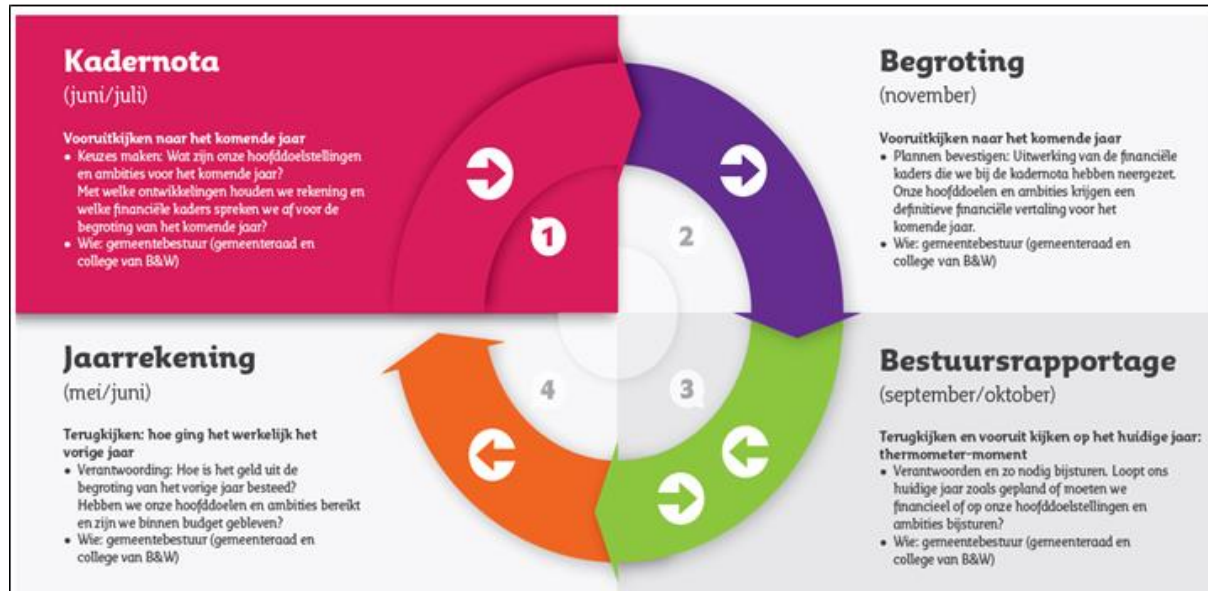 Kadernota
(juni/juli)
Vooruitkijken naar het komende jaar
• Keuzes maken: Wat zijn onze hoofddoelstellingen
en ambities voor het komende jaar?
Met welke ontwikkelingen houden we rekening en
welke financiële kaders spreken we af voor de
begroting van het komende jaar?
• Wie: gemeentebestuur (gemeenteraad en
college van B&W)
1
Begroting
(november)
Vooruitkijken naar het komende jaar
• Plannen bevestigen: Uitwerking van de financiële
kaders die we bij de kadernota hebben neergezet.
Onze hoofddoelen en ambities krijgen een
definitieve financiële vertaling voor het
komende jaar.
• Wie: gemeentebestuur (gemeenteraad en
college van B&W)
2
Bestuursrapportage
(september/oktober)
Terugkijken en vooruit kijken op het huidige jaar:
thermometer-moment
• Verantwoorden en zo nodig bijsturen. Loopt ons
huidige jaar zoals gepland of moeten we
financieel of op onze hoofddoelstellingen en
ambities bijsturen?
• Wie: gemeentebestuur (gemeenteraad en
college van B&W)
3
Jaarrekening
(mei/juni)
Terugkijken: hoe ging het werkelijk het
vorige jaar
• Verantwoording: Hoe is het geld uit de
begroting van het vorige jaar besteed?
Hebben we onze hoofddoelen en ambities bereikt
en zijn we binnen budget gebleven?
• Wie: gemeentebestuur (gemeenteraad en
college van B&W)
4